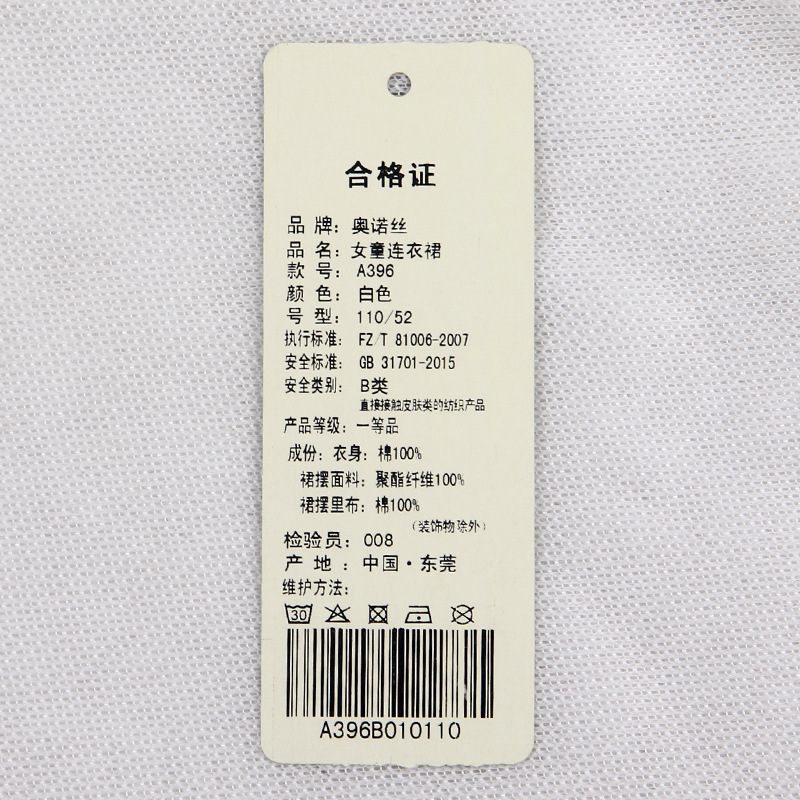 合格证
品 牌：奥诺丝
品 名：女童连衣裙
款 号：A396
颜 色：白色
号 型：110/52
执行标准：FZ/T 81006-2007
安全标准：GB 31701-2015
安全类别：B类
直接接触皮肤类的纺织产品
产品等级：一等品
成份：衣身：棉100%
裙摆面料：聚酯纤维100%
裙摆里布：棉100%
（装饰物除外）
检验员：008
产 地：中国·东莞
维护方法：
30
A396B010110